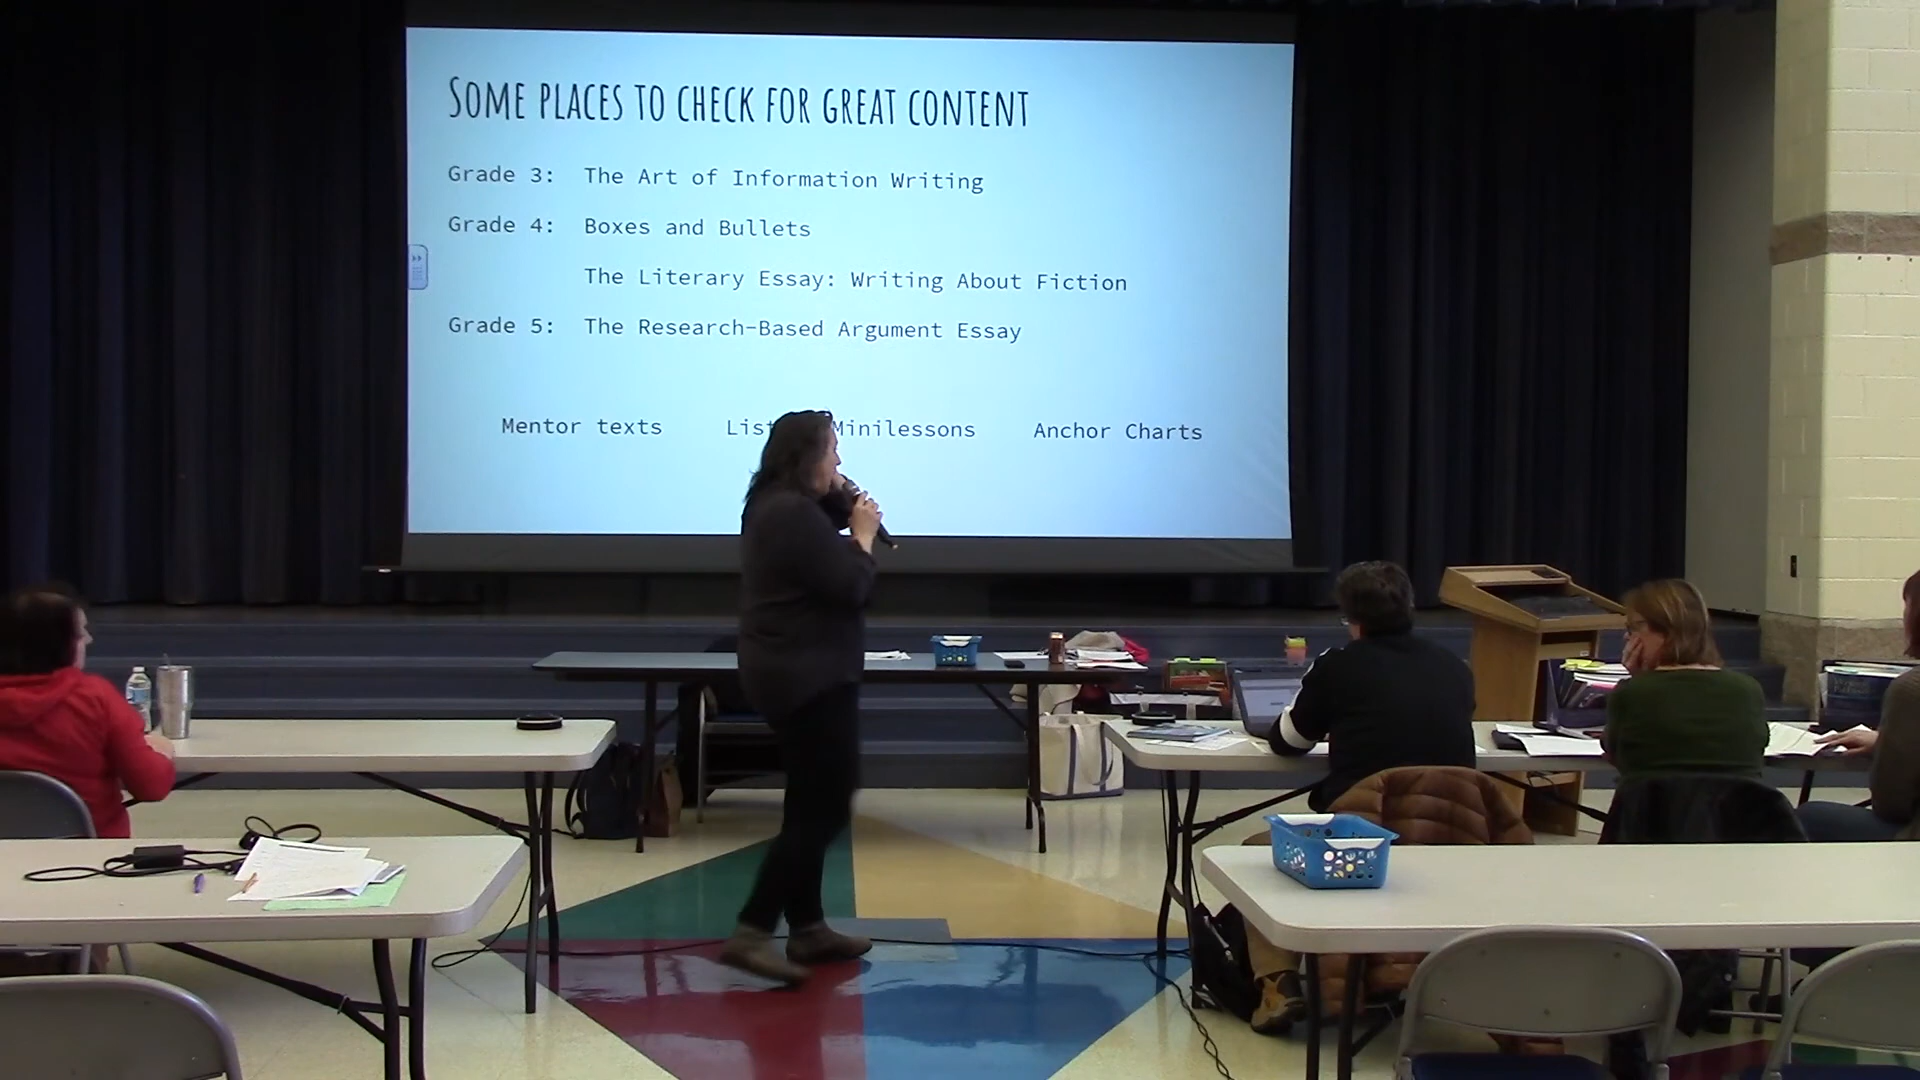 SOME PLACES TO CHECK FOR GREAT CONTENT
Grade 3: The Art of Information Writing
Grade 4: Boxes and Bullets
The Literary Essay: Writing About Fiction
Grade 5: The Research-Based Argument Essay
Mentor texts Minilessons Anchor Charts